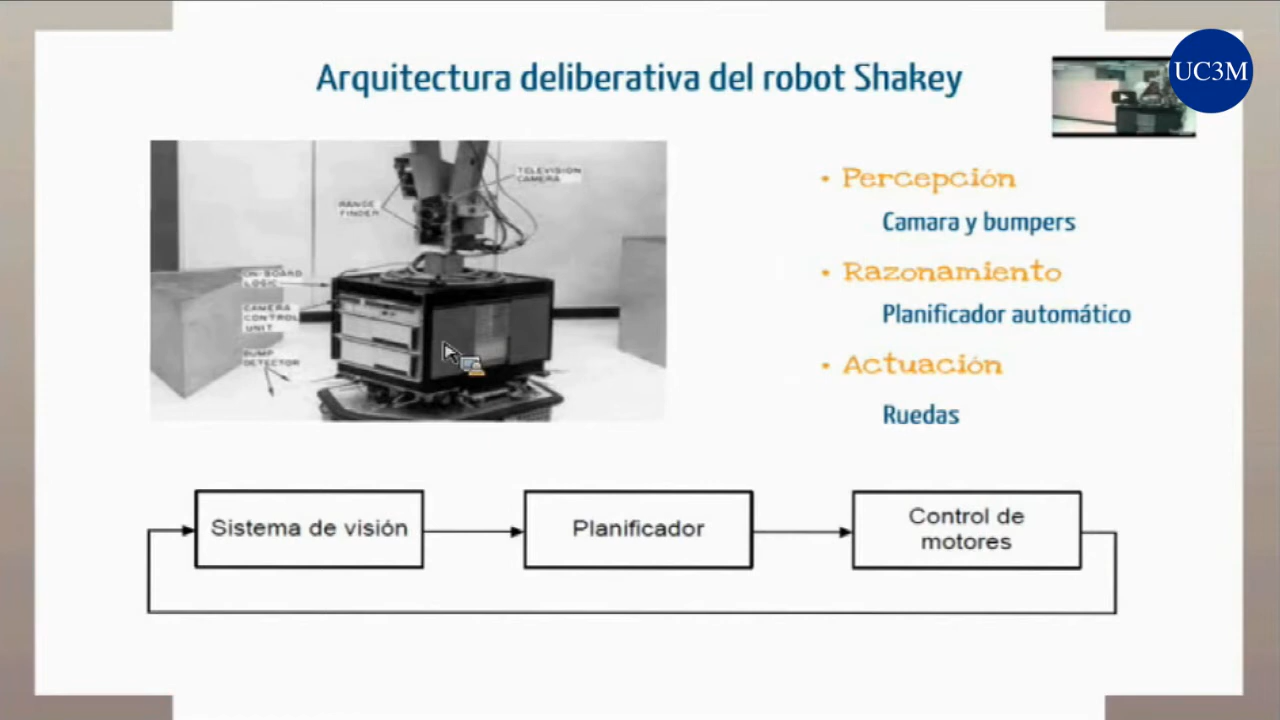 Arquitectura deliberativa del robot Shakey
UC3M
TELEVISION
CAMERA
RANGE
FINDER
ON-BOARD
LOGIC
CAMERA
CONTROL
UNIT
BUMP
DETECTOR
• Percepción
Camara y bumpers
• Razonamiento
Planificador automático
• Actuación
Ruedas
Sistema de visión
Planificador
Control de
motores